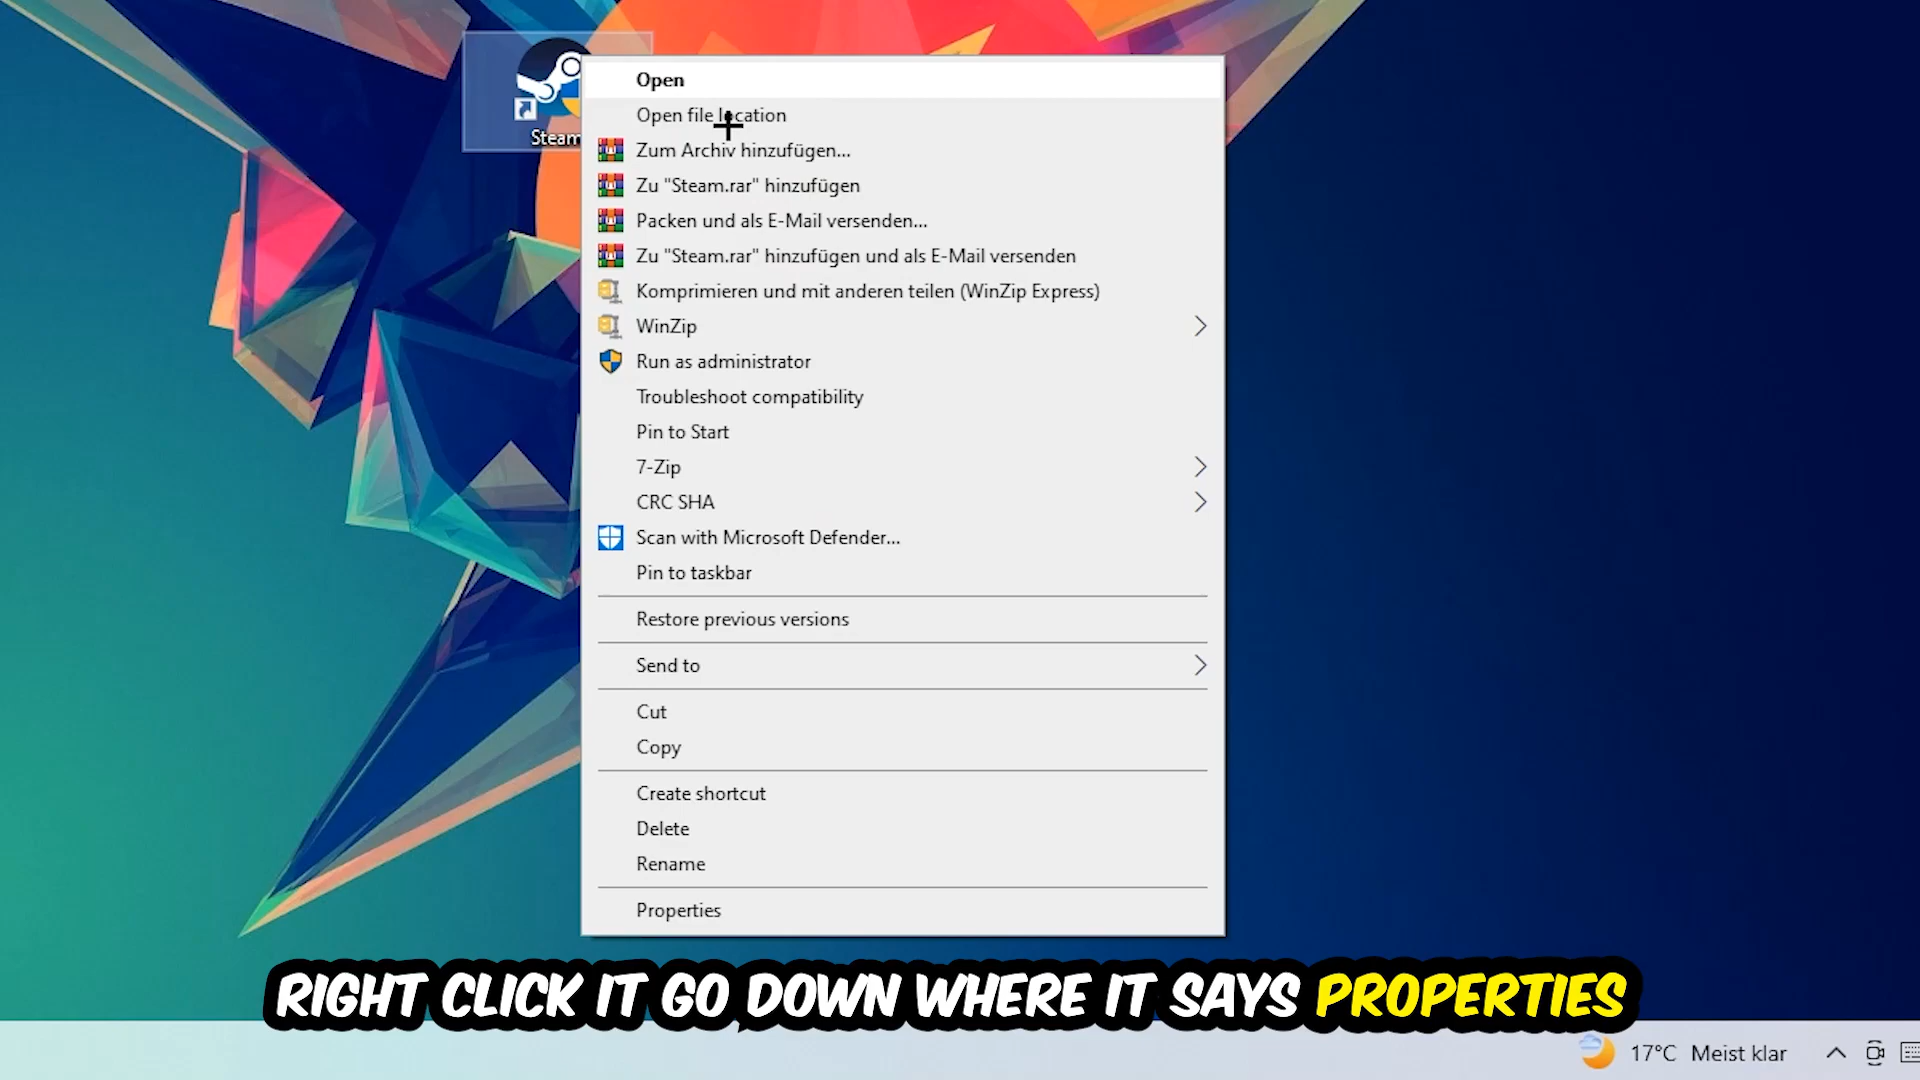 Steam
Open
Open file location
Zum Archiv hinzufügen...
Zu "Steam.rar" hinzufügen
Packen und als E-Mail versenden...
Zu "Steam.rar" hinzufügen und als E-Mail versenden
Komprimieren und mit anderen teilen (WinZip Express)
WinZip
Run as administrator
Troubleshoot compatibility
Pin to Start
7-Zip
CRC SHA
Scan with Microsoft Defender...
Pin to taskbar
Restore previous versions
Send to
Cut
Copy
Create shortcut
Delete
Rename
Properties
RIGHT CLICK IT GO DOWN WHERE IT SAYS PROPERTIES
17°C Meist klar